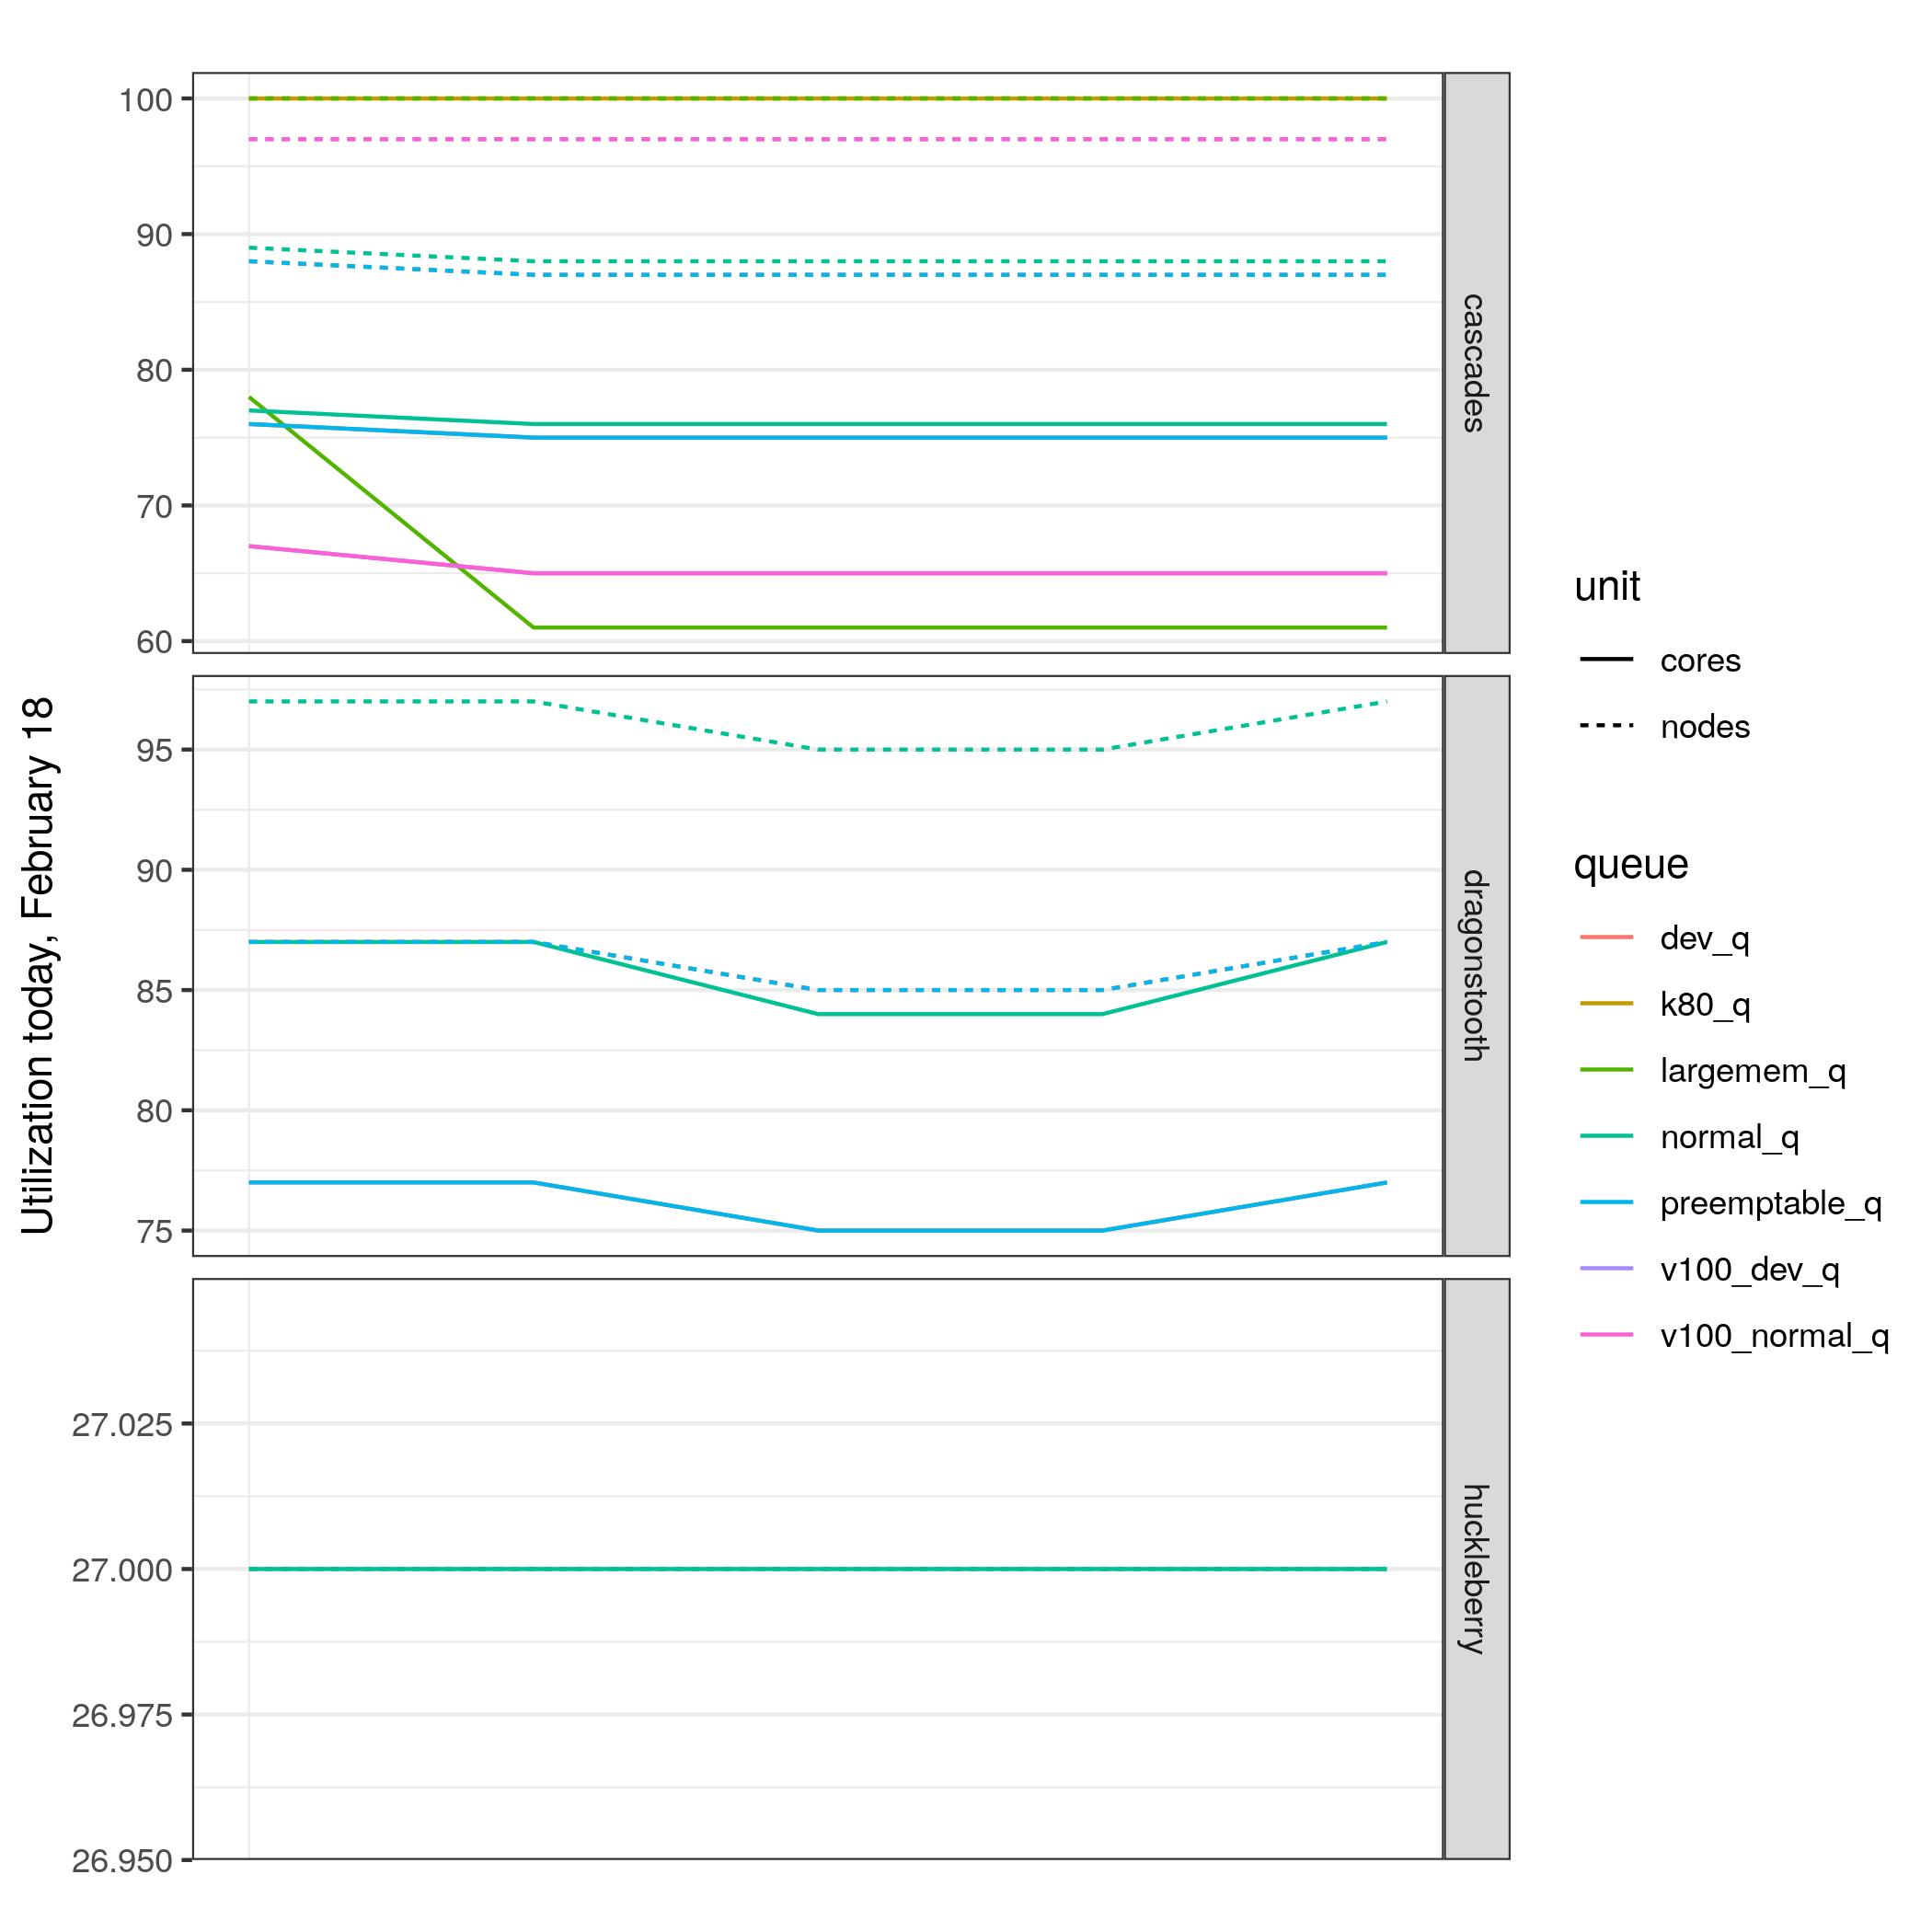 Utilization today, February 18
100
90
80
70
60
cascades
95
90
85
80
75
dragonstooth
27.025
27.000
26.975
26.950
huckleberry
unit
cores
nodes
queue
dev_q
k80_q
largemem_q
normal_q
preemptable_q
v100_dev_q
v100_normal_q